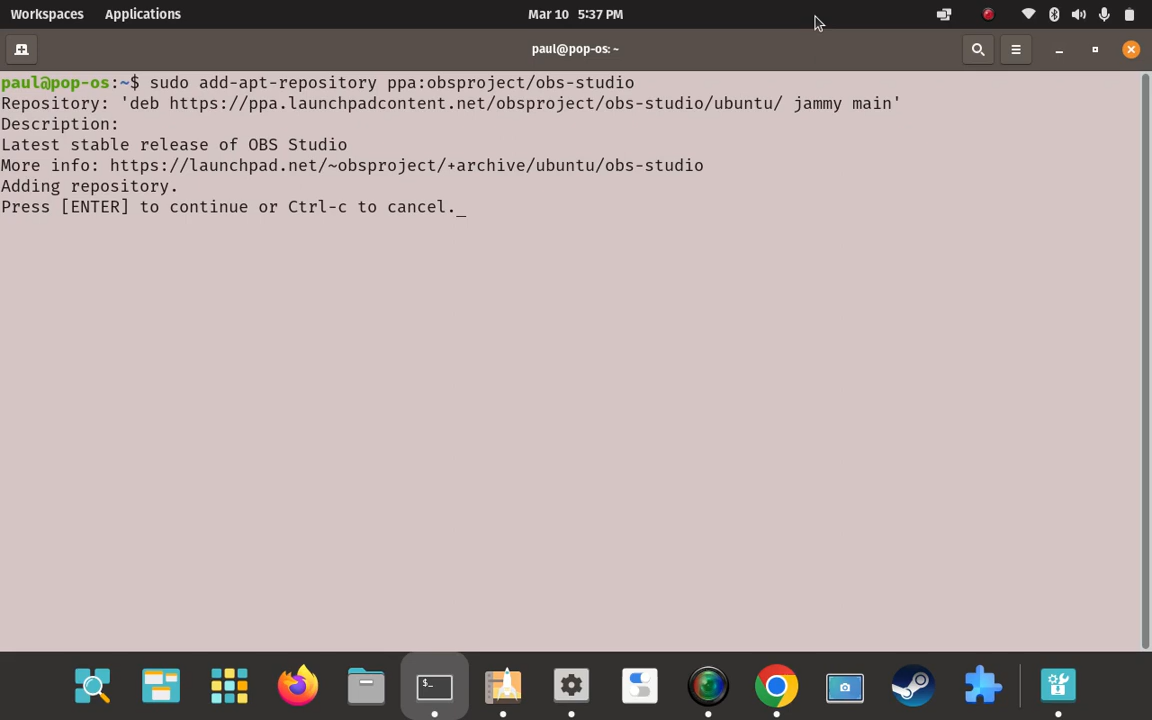 Workspaces Applications Mar 10 5:37 PM
paul@pop-os: ~
paul@pop-os:~$ sudo add-apt-repository ppa:obsproject/obs-studio
Repository: 'deb https://ppa.launchpadcontent.net/obsproject/obs-studio/ubuntu/ jammy main'
Description:
Latest stable release of OBS Studio
More info: https://launchpad.net/~obsproject/+archive/ubuntu/obs-studio
Adding repository.
Press [ENTER] to continue or Ctrl-c to cancel._
$_